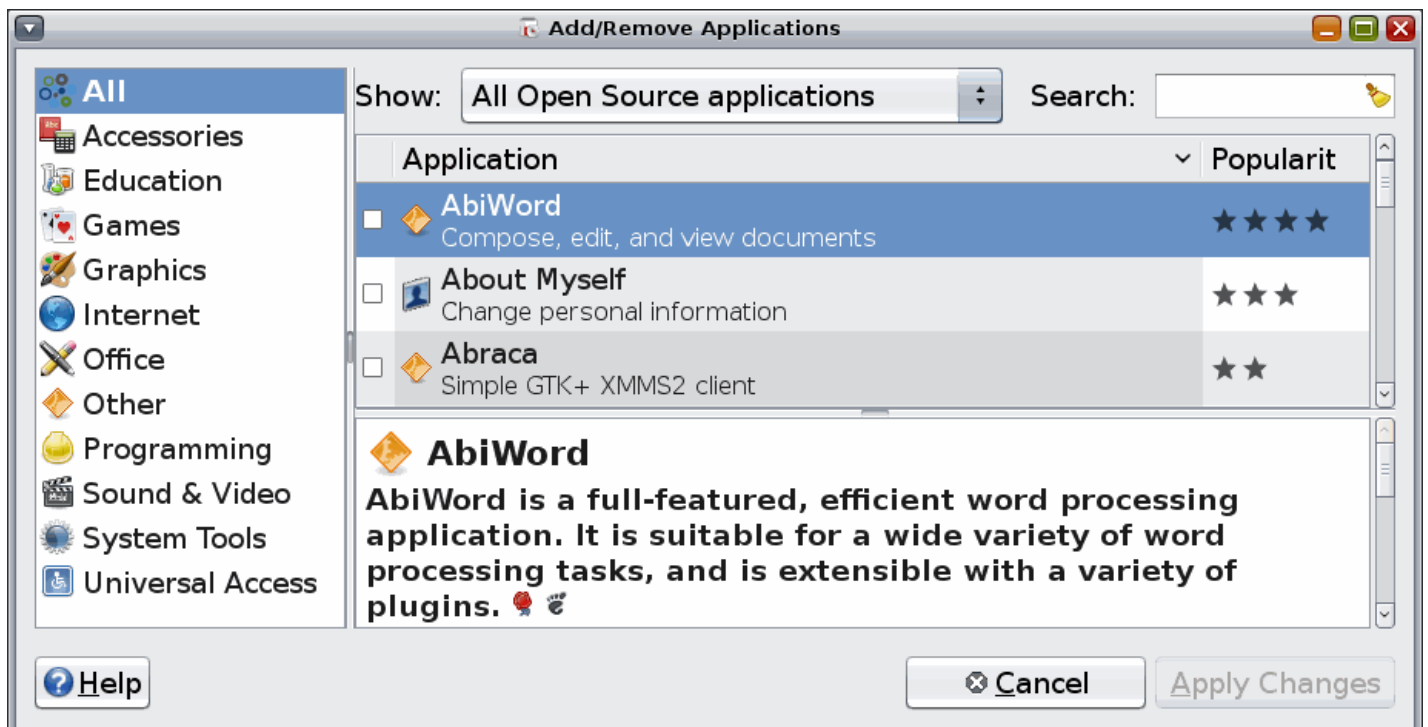 Add/Remove Applications
All
Accessories
Education
Games
Graphics
Internet
Office
Other
Programming
Sound & Video
System Tools
Universal Access
Show: All Open Source applications Search:
Application Popularit
AbiWord
Compose, edit, and view documents
About Myself
Change personal information
Abraca
Simple GTK+ XMMS2 client
AbiWord
AbiWord is a full-featured, efficient word processing
application. It is suitable for a wide variety of word
processing tasks, and is extensible with a variety of
plugins.
Help Cancel Apply Changes